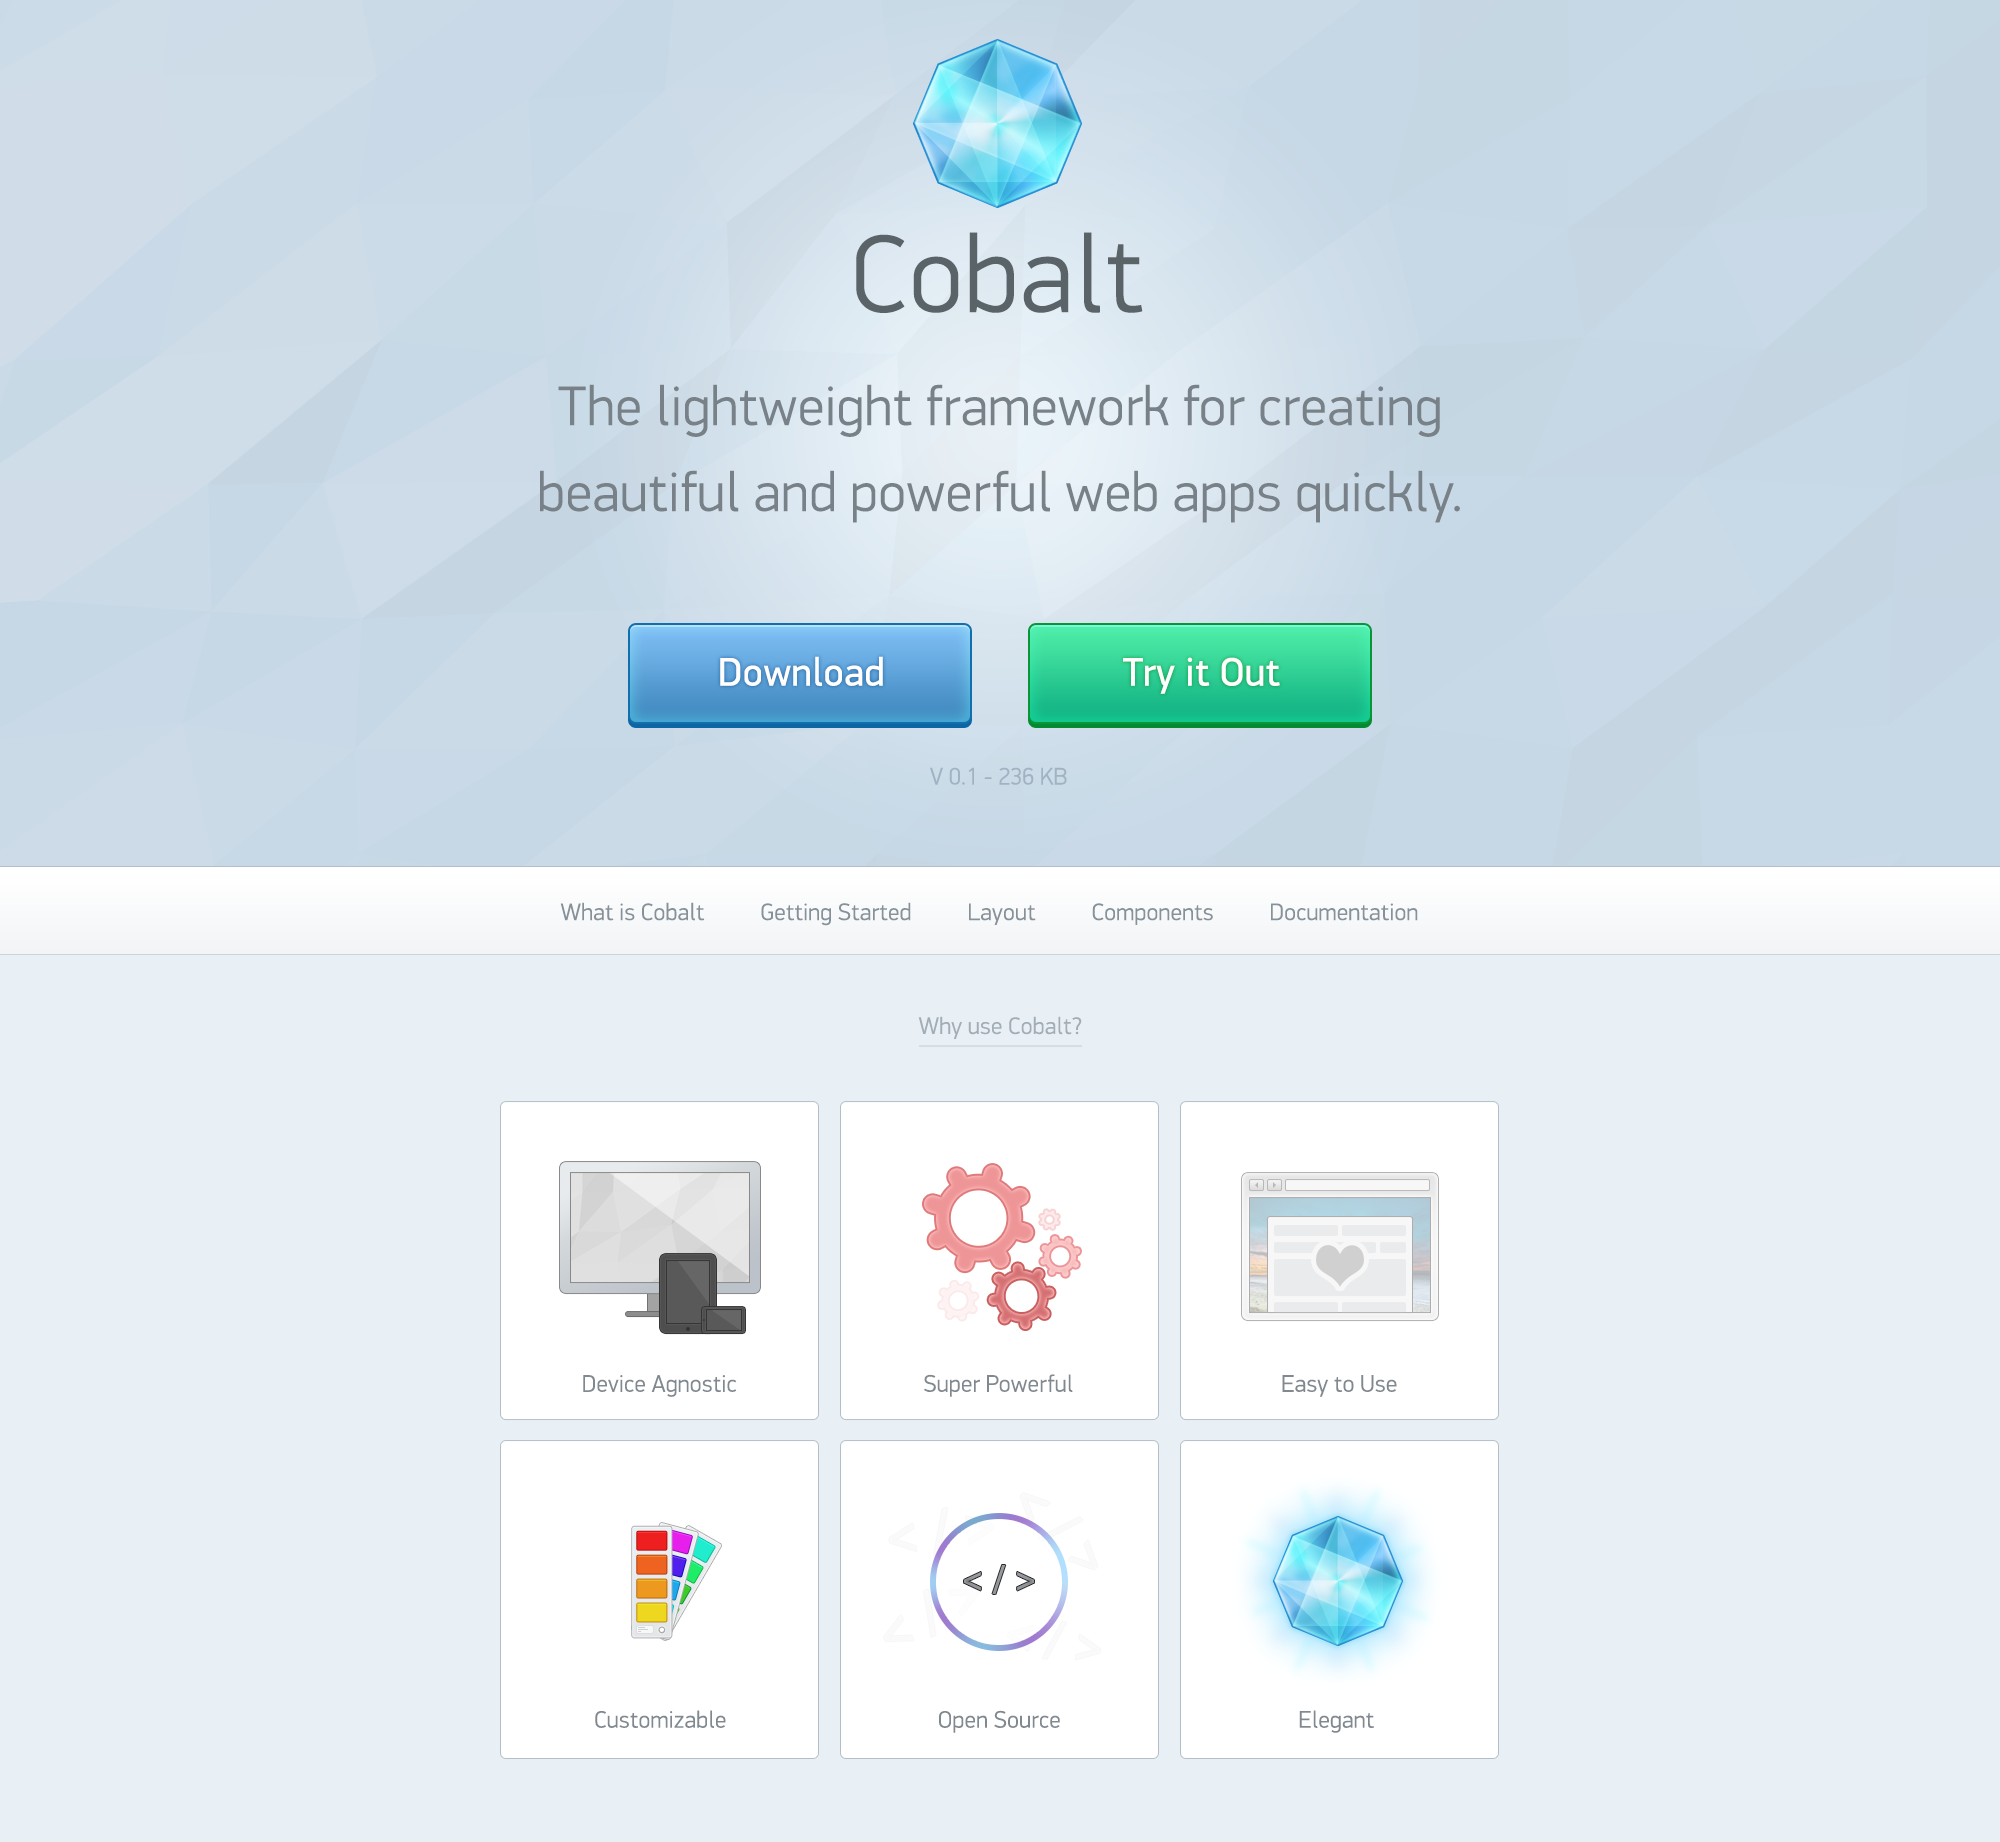 Cobalt
The lightweight framework for creating
beautiful and powerful web apps quickly.
Download
Try it Out
V 0.1 - 236 KB
What is Cobalt
Getting Started
Layout
Components
Documentation
Why use Cobalt?
Device Agnostic
Super Powerful
Easy to Use
</>
Customizable
Open Source
Elegant